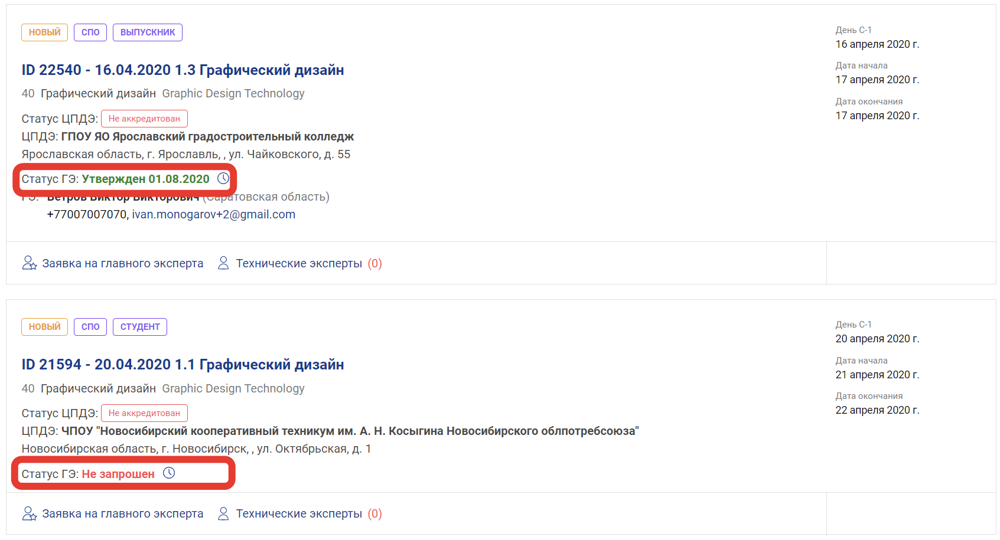 НОВЫЙ СПО ВЫПУСКНИК
ID 22540 - 16.04.2020 1.3 Графический дизайн
40 Графический дизайн Graphic Design Technology
Статус ЦПДЭ: Не аккредитован
ЦПДЭ: ГПОУ ЯО Ярославский градостроительный колледж
Ярославская область, г. Ярославль, , ул. Чайковского, д. 55
Статус ГЭ: Утвержден 01.08.2020
ГЭ: Ветров Виктор Викторович (Саратовская область)
+77007007070, ivan.monogarov+2@gmail.com
День С-1
16 апреля 2020 г.
Дата начала
17 апреля 2020 г.
Дата окончания
17 апреля 2020 г.
Заявка на главного эксперта Технические эксперты (0)
НОВЫЙ СПО СТУДЕНТ
ID 21594 - 20.04.2020 1.1 Графический дизайн
40 Графический дизайн Graphic Design Technology
Статус ЦПДЭ: Не аккредитован
ЦПДЭ: ЧПОУ "Новосибирский кооперативный техникум им. А. Н. Косыгина Новосибирского облпотребсоюза"
Новосибирская область, г. Новосибирск, , ул. Октябрьская, д. 1
Статус ГЭ: Не запрошен
День С-1
20 апреля 2020 г.
Дата начала
21 апреля 2020 г.
Дата окончания
22 апреля 2020 г.
Заявка на главного эксперта Технические эксперты (0)